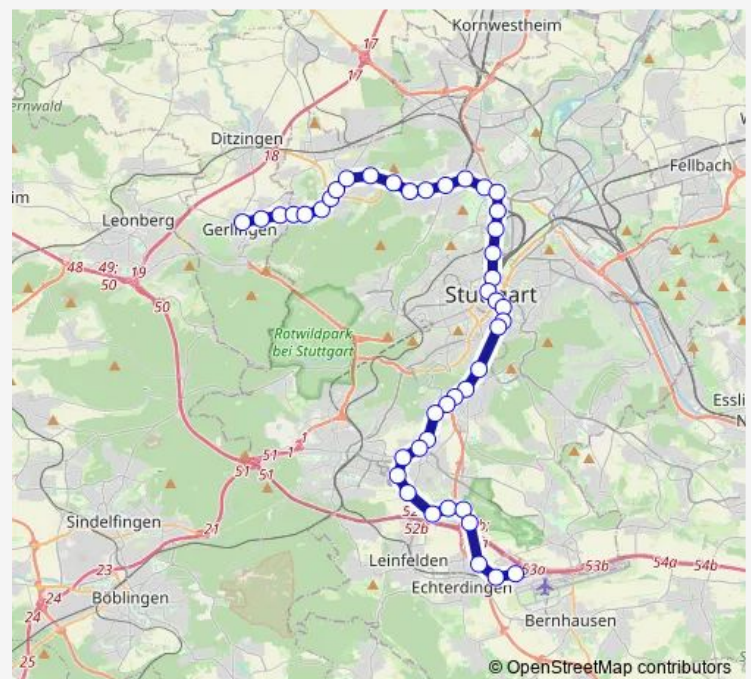 Kornwestheim
17
17
ernwald
Ditzingen
18
Fellbach
im
Leonberg
Gerlingen
48
49;
50
19
50
Stuttgart
Rotwildpark
bei Stuttgart
Essli
N
51
1
1
51
51
Sindelfingen
21
52b
Leinfelden
23
53a
53b
54a
54b
24
Böblingen
Echterdingen
24
Bernhausen
25
© OpenStreetMap contributors